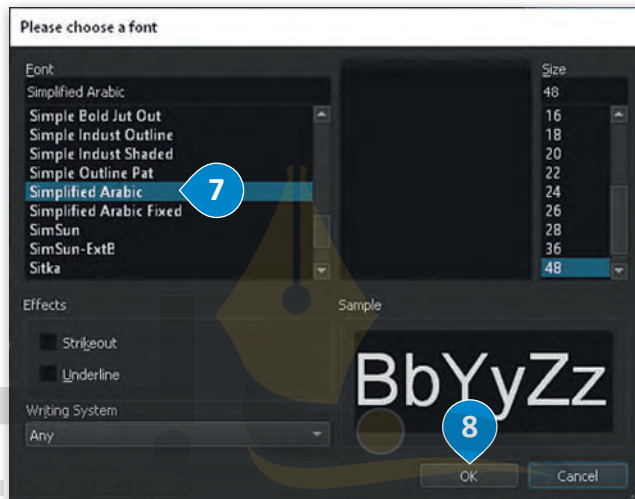 Please choose a font
Font
Size
Simplified Arabic
48
Simple Bold Jut Out
Simple Indust Outline
Simple Indust Shaded
Simple Outline Pat
Simplified Arabic
Simplified Arabic Fixed
SimSun
SimSun-ExtB
Sitka
16
18
20
22
24
26
28
36
48
7
Effects
Strikeout
Underline
Writing System
Any
Sample
BbYyZz
8
OK
Cancel